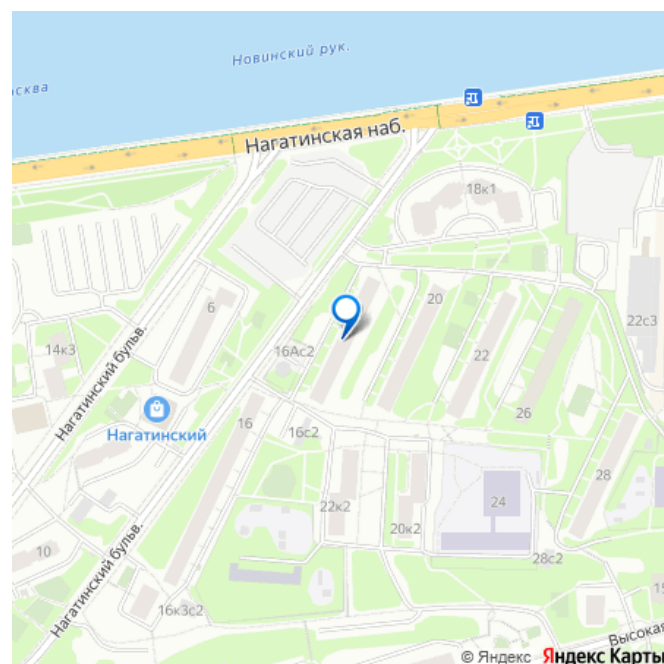 Новинский рук.
осква
Нагатинская наб.
18к1
6
20
22с3
14к3
16Ас2
22
Нагатинский бульв.
26
Нагатинский
16
16с2
28
22к2
24
20к2
10
28с2
Нагатинский бульв.
15
16к3с2
Высокая
© Яндекс Яндекс Карты